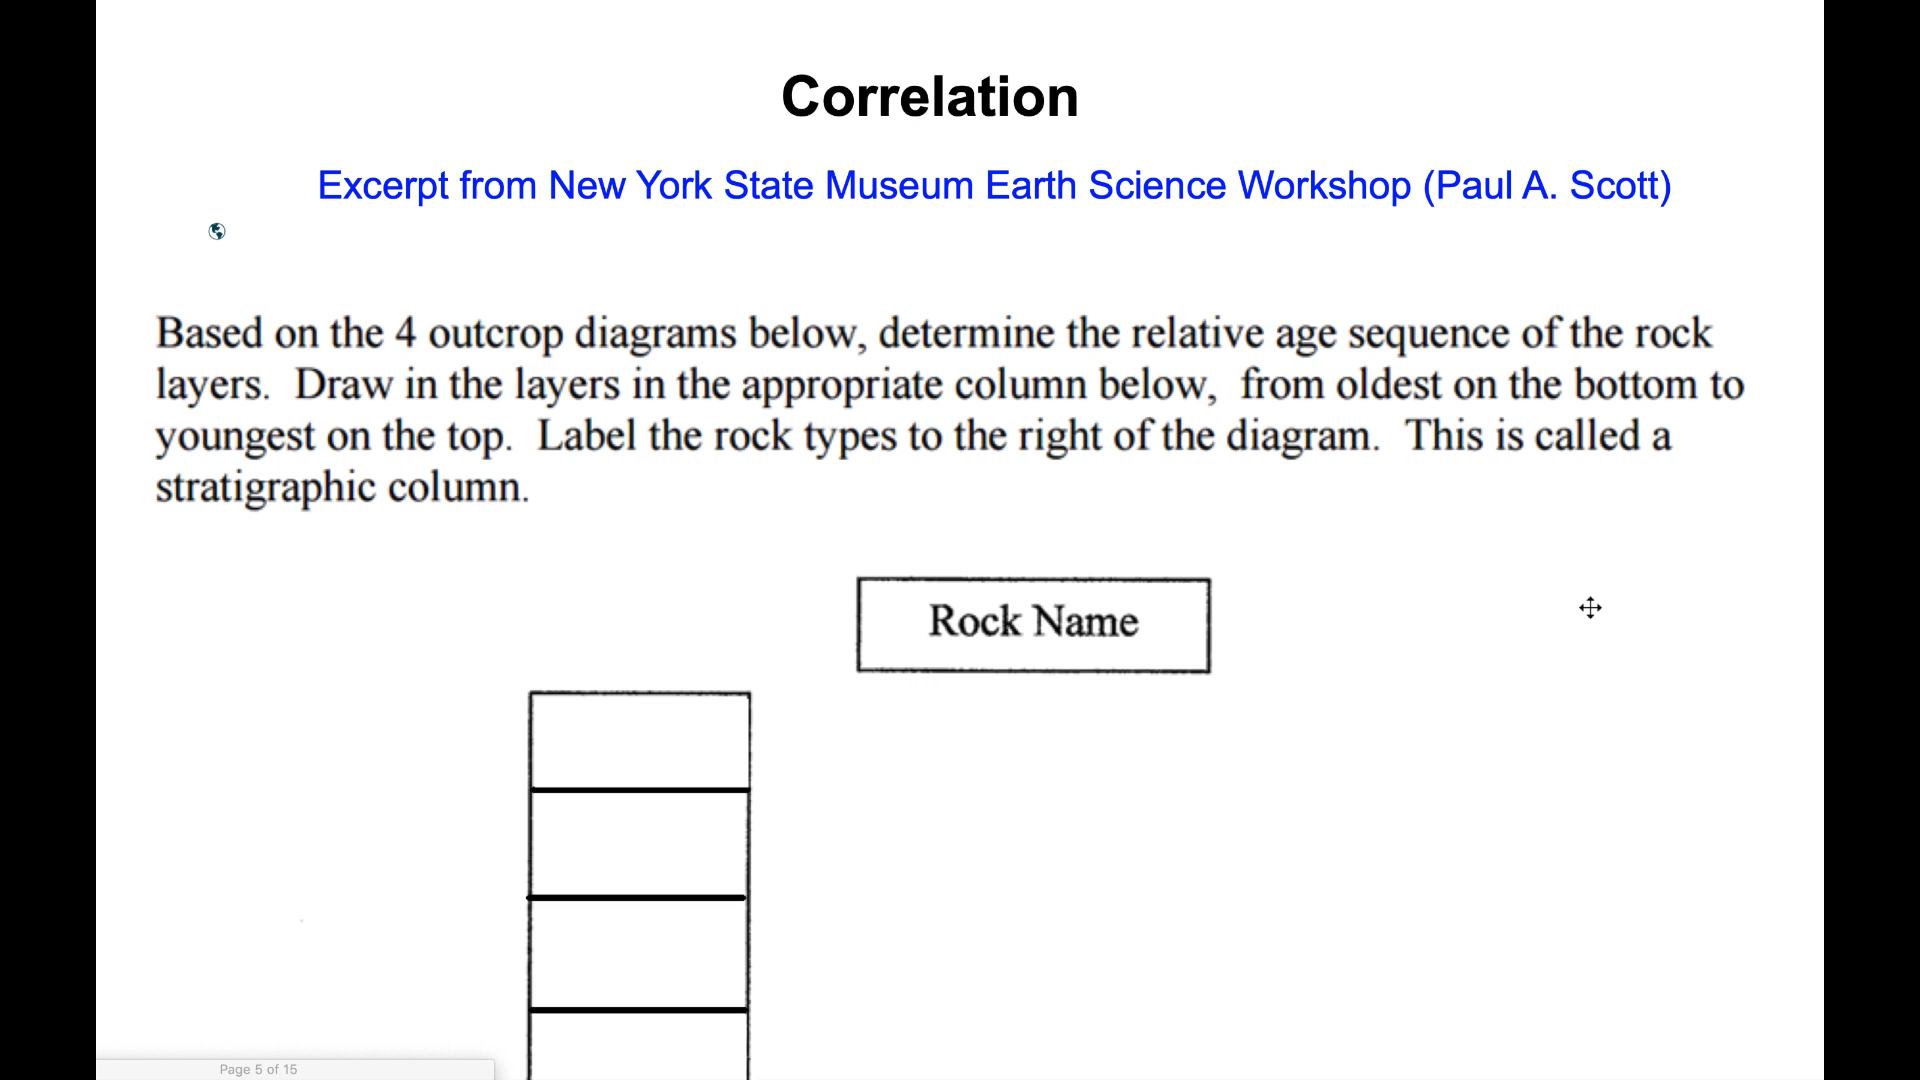 Correlation
Excerpt from New York State Museum Earth Science Workshop (Paul A. Scott)
Based on the 4 outcrop diagrams below, determine the relative age sequence of the rock
layers.  Draw in the layers in the appropriate column below,  from oldest on the bottom to
youngest on the top.  Label the rock types to the right of the diagram.  This is called a
stratigraphic column.
Rock Name
Page 5 of 15